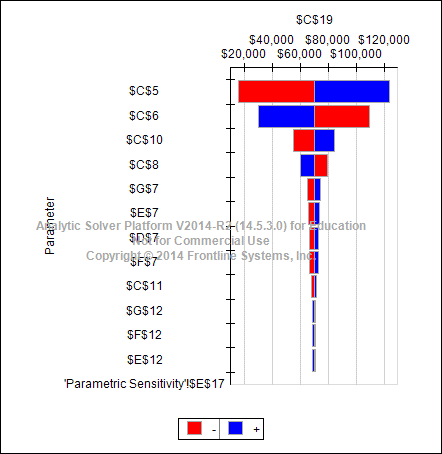 $C$19
$40,000 $80,000 $120,000
$20,000 $60,000 $100,000
$C$5
$C$6
$C$10
$C$8
$G$7
$E$7
$D$7
$F$7
$C$11
$G$12
$F$12
$E$12
'Parametric Sensitivity'!$E$17
Parameter
Analytic Solver Platform V2014-R2 (14.5.3.0) for Education
Not for Commercial Use
Copyright © 2014 Frontline Systems, Inc.
- +